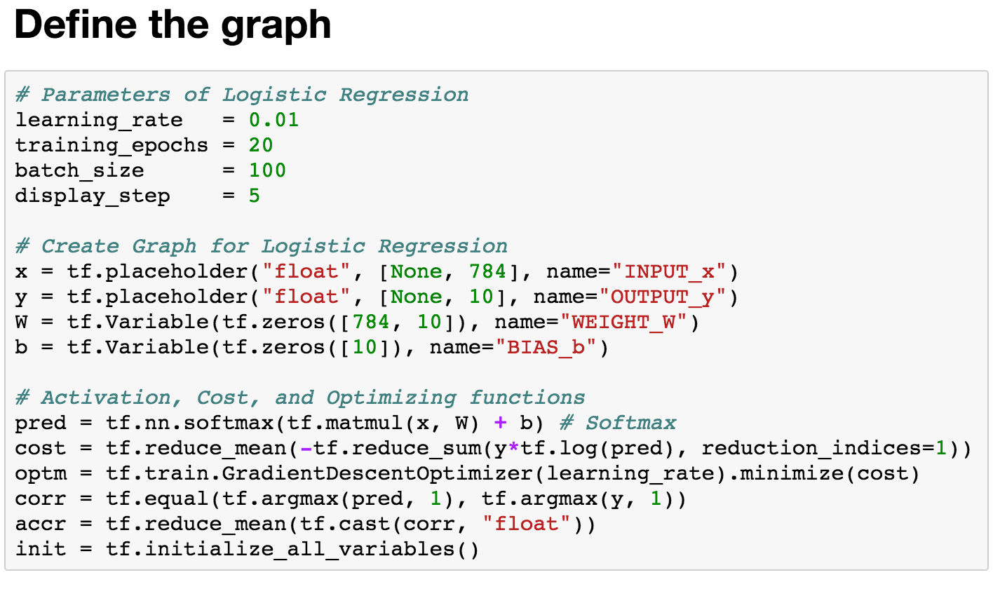 Define the graph
# Parameters of Logistic Regression
learning_rate   = 0.01
training_epochs = 20
batch_size      = 100
display_step    = 5
# Create Graph for Logistic Regression
x = tf.placeholder("float", [None, 784], name="INPUT_x")
y = tf.placeholder("float", [None, 10], name="OUTPUT_y")
W = tf.Variable(tf.zeros([784, 10]), name="WEIGHT_W")
b = tf.Variable(tf.zeros([10]), name="BIAS_b")
# Activation, Cost, and Optimizing functions
pred = tf.nn.softmax(tf.matmul(x, W) + b) # Softmax
cost = tf.reduce_mean(-tf.reduce_sum(y*tf.log(pred), reduction_indices=1))
optm = tf.train.GradientDescentOptimizer(learning_rate).minimize(cost)
corr = tf.equal(tf.argmax(pred, 1), tf.argmax(y, 1))
accr = tf.reduce_mean(tf.cast(corr, "float"))
init = tf.initialize_all_variables()